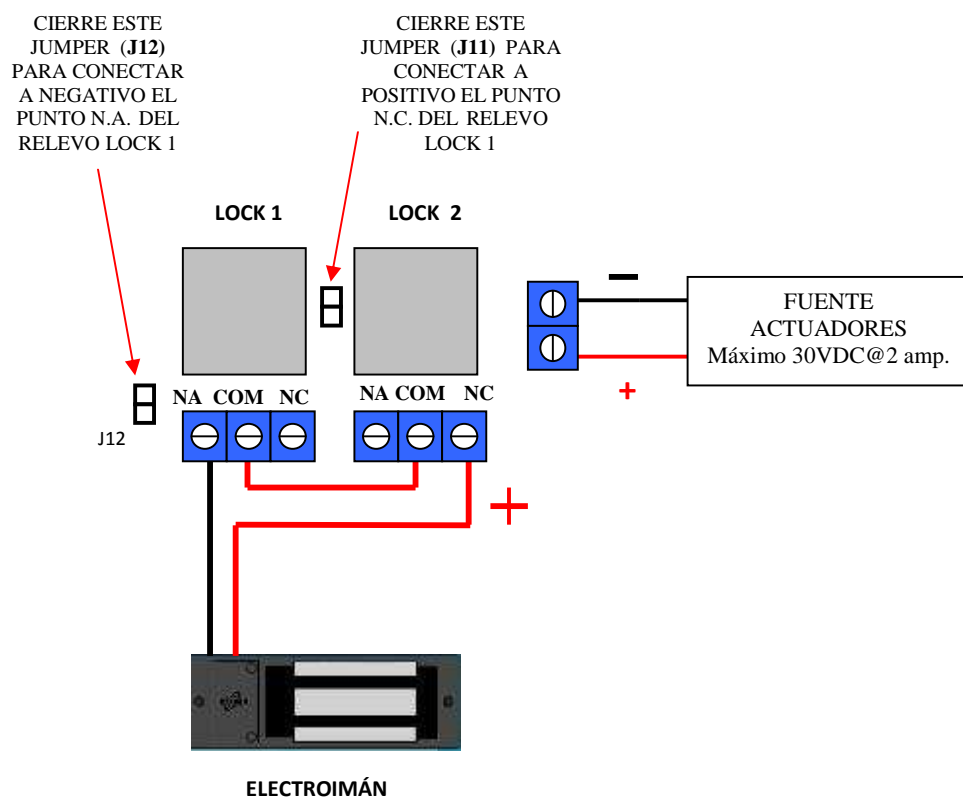 CIERRE ESTE
JUMPER (J12)
PARA CONECTAR
A NEGATIVO EL
PUNTO N.A. DEL
RELEVO LOCK 1
CIERRE ESTE
JUMPER (J11) PARA
CONECTAR A
POSITIVO EL PUNTO
N.C. DEL RELEVO
LOCK 1
LOCK 1
LOCK 2
−
FUENTE
ACTUADORES
Máximo 30VDC@2 amp.
+
J12
NA COM NC
NA COM NC
+
ELECTROIMÁN